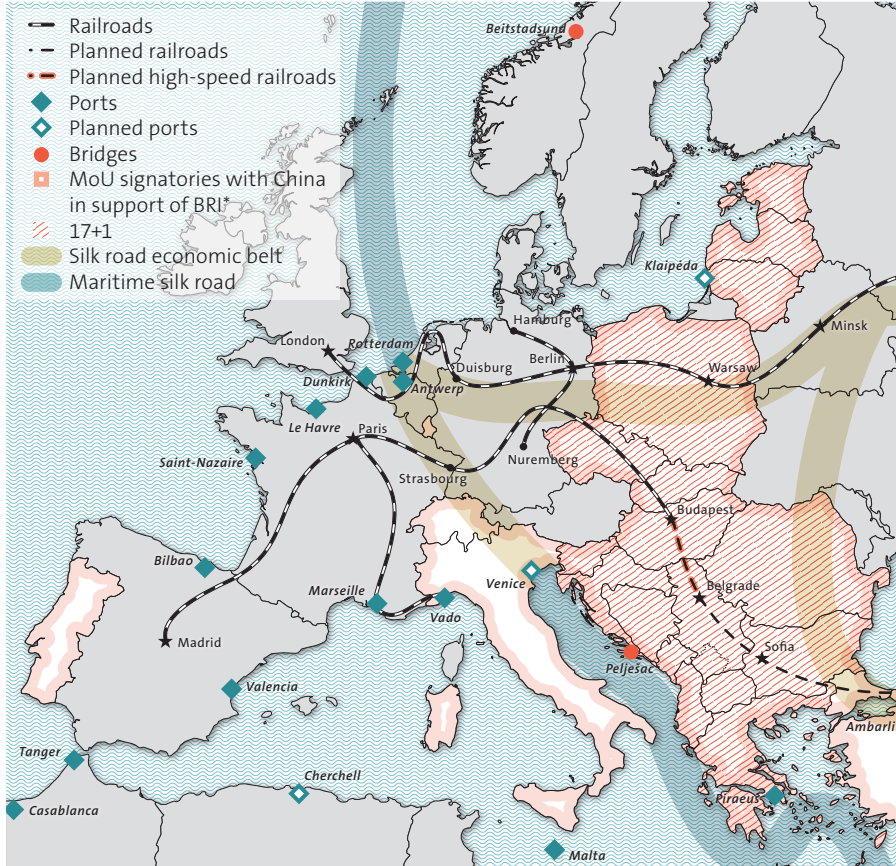 Railroads
Planned railroads
Planned high-speed railroads
Ports
Planned ports
Bridges
MoU signatories with China
in support of BRI*
17+1
Silk road economic belt
Maritime silk road
Beitstadsund
Klaipėda
Minsk
Hamburg
London
Rotterdam
Berlin
Duisburg
Warsaw
Dunkirk
Antwerp
Le Havre
Paris
Saint-Nazaire
Strasbourg
Nuremberg
Budapest
Bilbao
Venice
Marseille
Belgrade
Vado
Madrid
Sofia
Pelješac
Valencia
Ambarli
Tanger
Cherchell
Piraeus
Casablanca
Malta